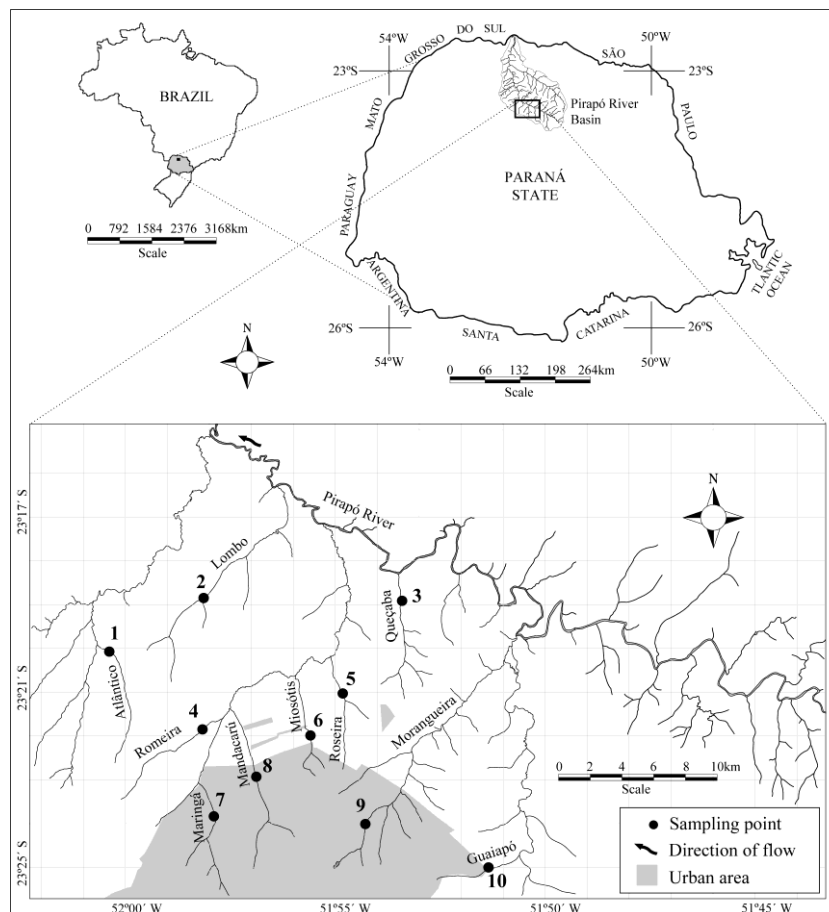 BRAZIL
0 792 1584 2376 3168km
Scale
54ºW
50ºW
23ºS
23ºS
GROSSO
DO SUL
SÃO
MATO
PAULO
Pirapó River
Basin
PARANÁ
STATE
PARAGUAY
ARGENTINA
TLANTIC
OCEAN
26ºS
SANTA
CATARINA
26ºS
54ºW
50ºW
N
0 66 132 198 264km
Scale
23º17´ S
23º21´ S
23º25´ S
Pirapó River
N
Lombo
2
3
Queçaba
1
Atlântico
Miosótis
5
Roseira
Morangueira
4
Romeira
Mandacaru
6
8
0 2 4 6 8 10km
Scale
Maringá
7
9
Guaiapó
10
Sampling point
Direction of flow
Urban area
52º00´ W
51º55´ W
51º50´ W
51º45´ W